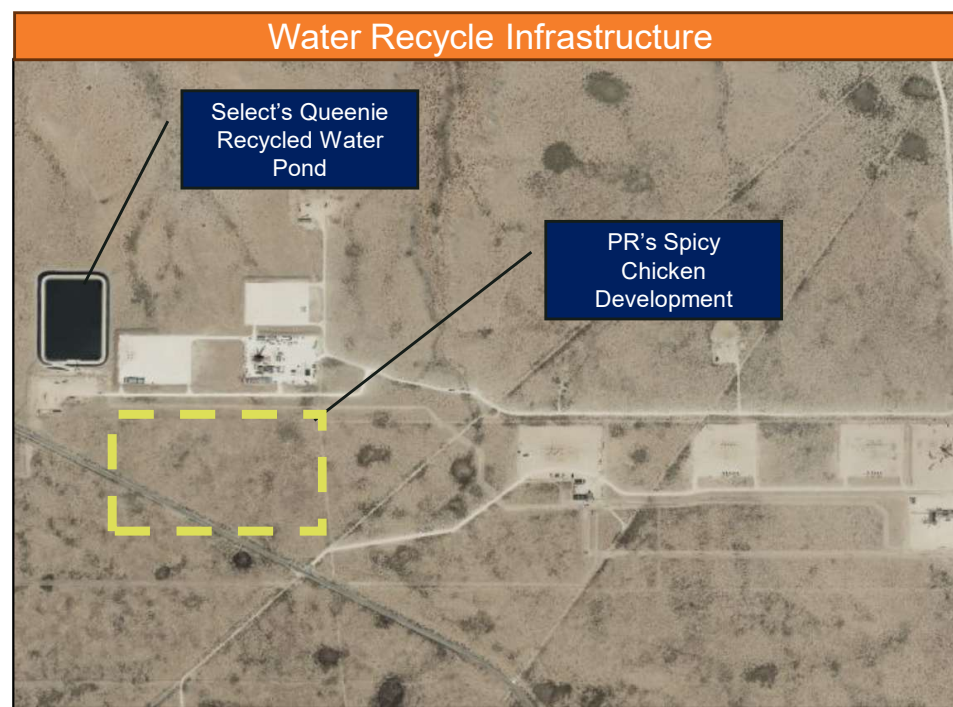 Water Recycle Infrastructure
Select's Queenie
Recycled Water
Pond
PR's Spicy
Chicken
Development